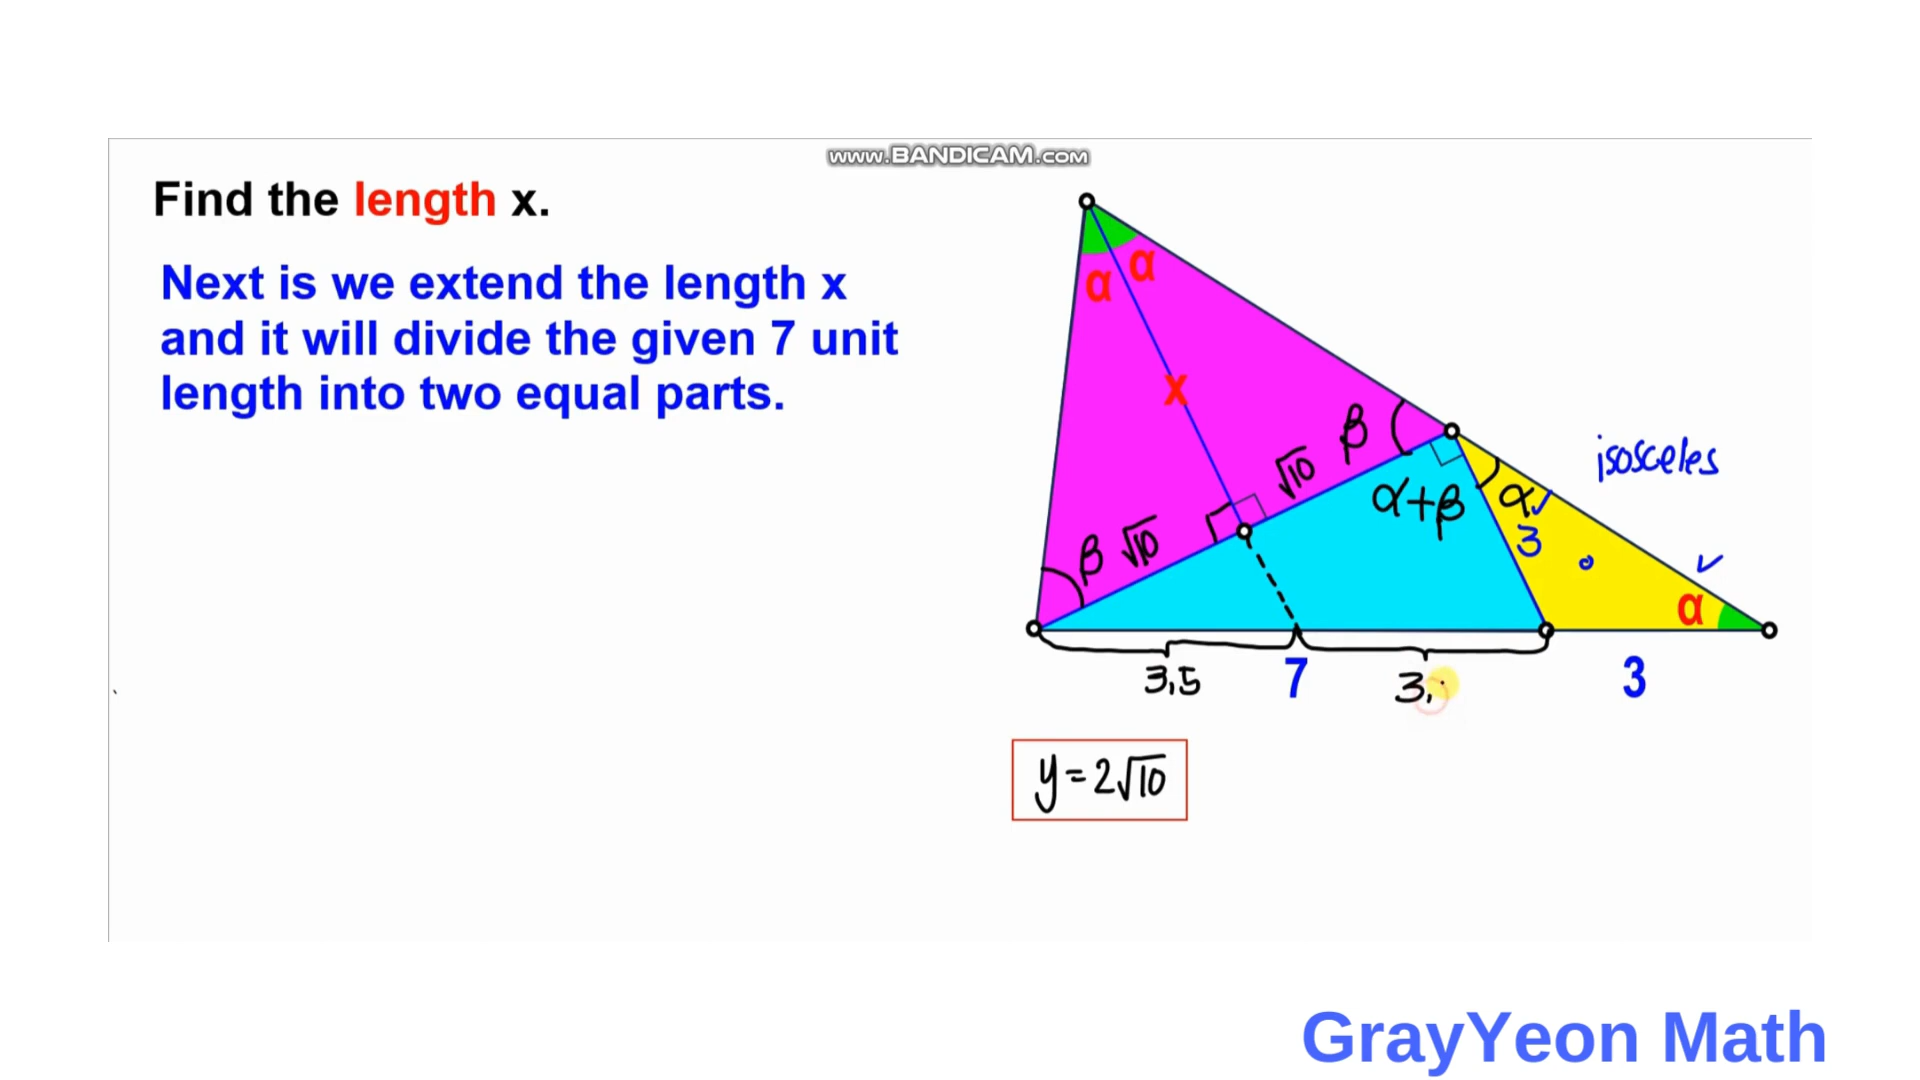 www.BANDICAM.com
Find the length x.
Next is we extend the length x
and it will divide the given 7 unit
length into two equal parts.
α α
x
β
isosceles
√10
α+β
α
3
β √10
α
3,5
7
3,
3
y = 2√10
GrayYeon Math